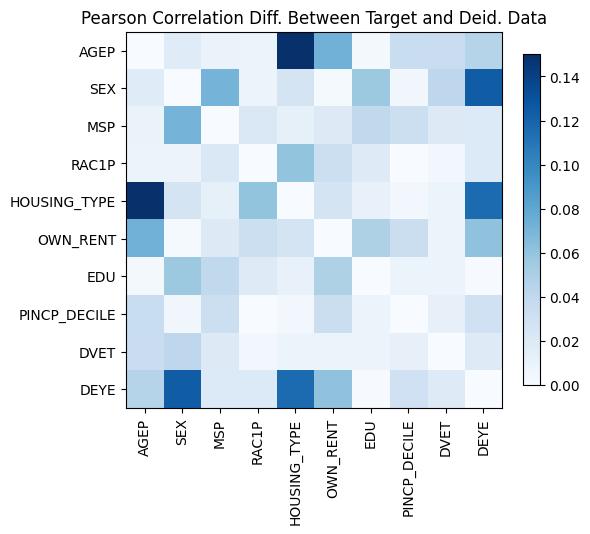 Pearson Correlation Diff. Between Target and Deid. Data
AGEP
SEX
MSP
RAC1P
HOUSING_TYPE
OWN_RENT
EDU
PINCP_DECILE
DVET
DEYE
AGEP
SEX
MSP
RAC1P
HOUSING_TYPE
OWN_RENT
EDU
PINCP_DECILE
DVET
DEYE
0.14
0.12
0.10
0.08
0.06
0.04
0.02
0.00